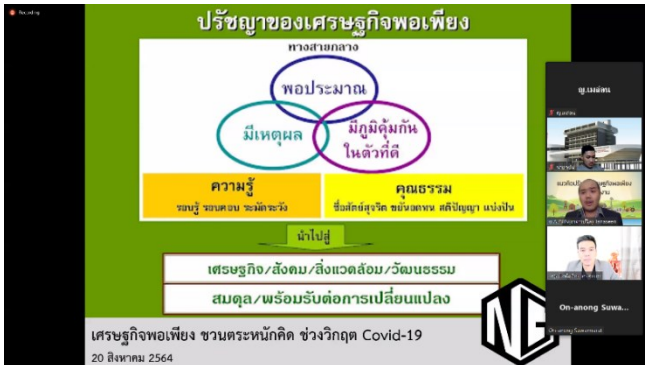 Recording
ปรัชญาของเศรษฐกิจพอเพียง
ทางสายกลาง
พอประมาณ
มีเหตุผล
มีภูมิคุ้มกัน
ในตัวที่ดี
ความรู้
รอบรู้ รอบคอบ ระมัดระวัง
คุณธรรม
ซื่อสัตย์สุจริต ขยันอดทน สติปัญญา แบ่งปัน
นำไปสู่
เศรษฐกิจ/สังคม/สิ่งแวดล้อม/วัฒนธรรม
สมดุล/พร้อมรับต่อการเปลี่ยนแปลง
เศรษฐกิจพอเพียง ชวนตระหนักคิด ช่วงวิกฤต Covid-19
20 สิงหาคม 2564
NG
On-anong Suwa...